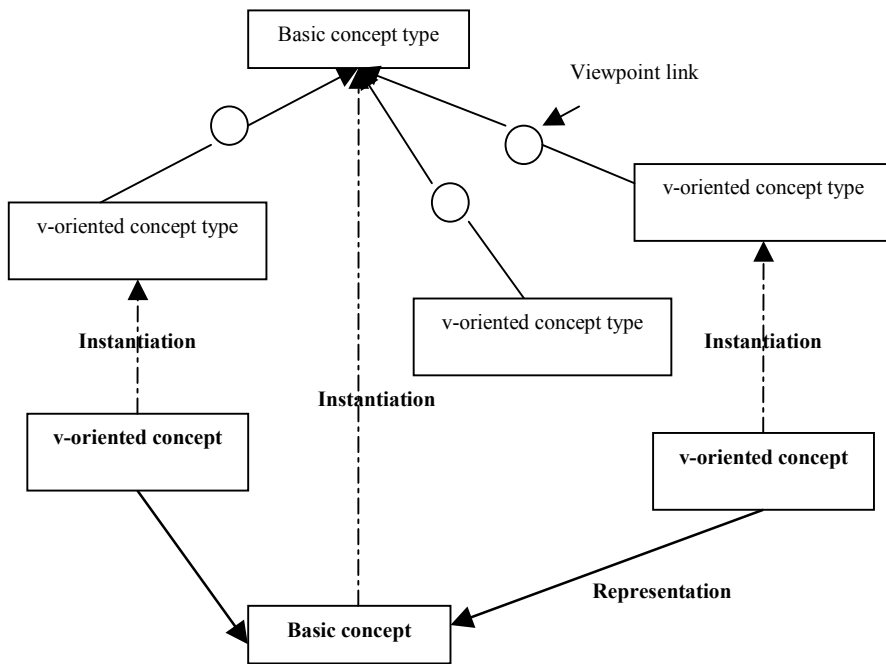 Basic concept type
Viewpoint link
v-oriented concept type
v-oriented concept type
v-oriented concept type
Instantiation
Instantiation
Instantiation
v-oriented concept
v-oriented concept
Representation
Basic concept